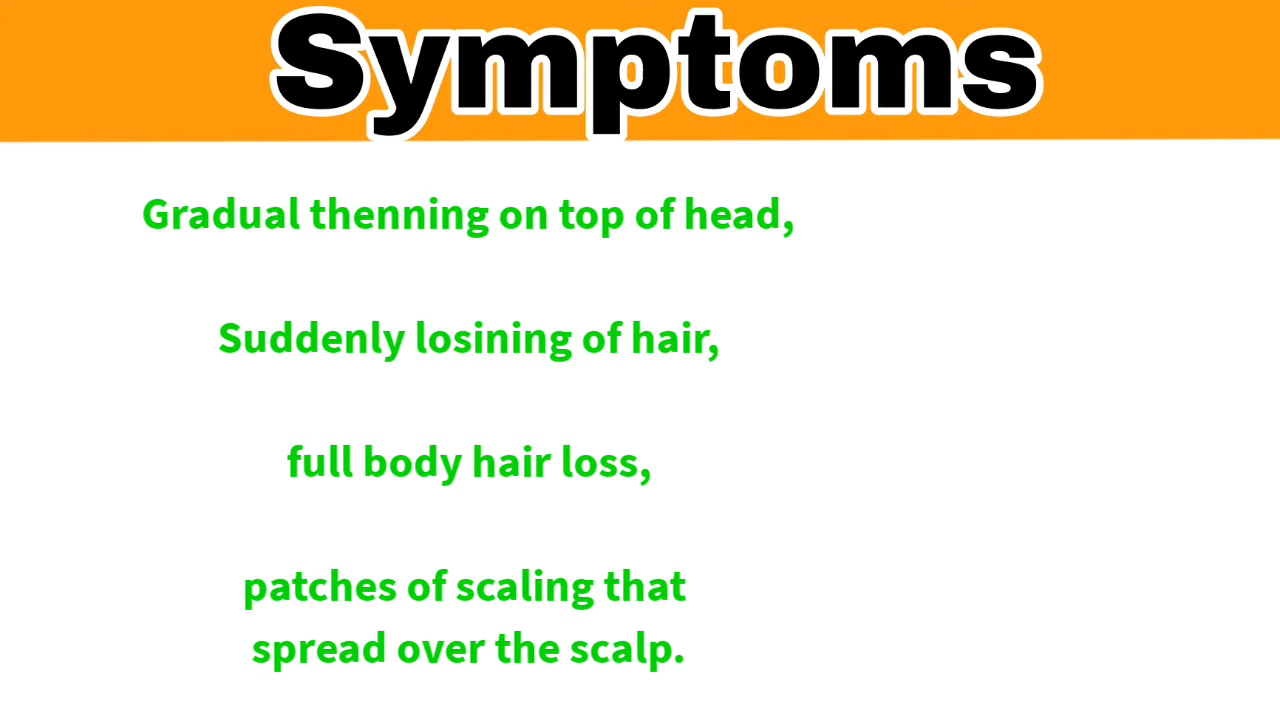 Symptoms
Gradual thenning on top of head,
Suddenly losining of hair,
full body hair loss,
patches of scaling that
spread over the scalp.